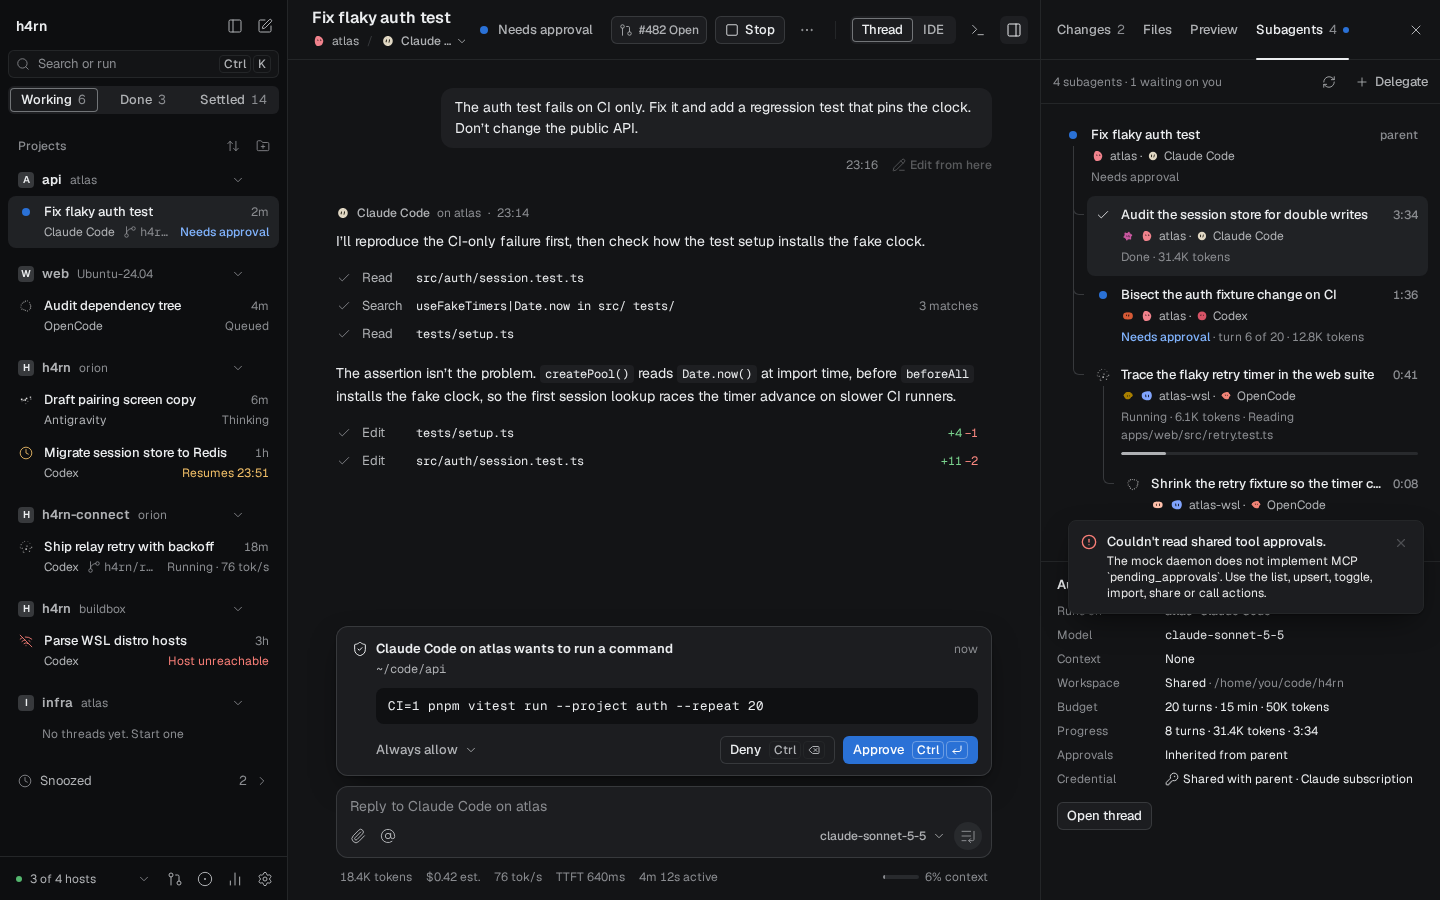 h4rn
Search or run Ctrl K
Working 6 Done 3 Settled 14
Projects
A api atlas
Fix flaky auth test 2m
Claude Code h4r... Needs approval
W web Ubuntu-24.04
Audit dependency tree 4m
OpenCode Queued
H h4rn orion
Draft pairing screen copy 6m
Antigravity Thinking
Migrate session store to Redis 1h
Codex Resumes 23:51
H h4rn-connect orion
Ship relay retry with backoff 18m
Codex h4rn/r... Running · 76 tok/s
H h4rn buildbox
Parse WSL distro hosts 3h
Codex Host unreachable
I infra atlas
No threads yet. Start one
Snoozed 2
3 of 4 hosts
Fix flaky auth test
atlas / Claude ...
Needs approval
#482 Open
Stop
Thread IDE
The auth test fails on CI only. Fix it and add a regression test that pins the clock.
Don't change the public API.
23:16 Edit from here
Claude Code on atlas · 23:14
I'll reproduce the CI-only failure first, then check how the test setup installs the fake clock.
Read src/auth/session.test.ts
Search useFakeTimers|Date.now in src/ tests/ 3 matches
Read tests/setup.ts
The assertion isn't the problem. createPool() reads Date.now() at import time, before beforeAll
installs the fake clock, so the first session lookup races the timer advance on slower CI runners.
Edit tests/setup.ts +4 −1
Edit src/auth/session.test.ts +11 −2
Claude Code on atlas wants to run a command now
~/code/api
CI=1 pnpm vitest run --project auth --repeat 20
Always allow Deny Ctrl Approve Ctrl
Reply to Claude Code on atlas
claude-sonnet-5-5
18.4K tokens $0.42 est. 76 tok/s TTFT 640ms 4m 12s active 6% context
Changes 2 Files Preview Subagents 4
4 subagents · 1 waiting on you Delegate
Fix flaky auth test parent
atlas · Claude Code
Needs approval
Audit the session store for double writes 3:34
atlas · Claude Code
Done · 31.4K tokens
Bisect the auth fixture change on CI 1:36
atlas · Codex
Needs approval · turn 6 of 20 · 12.8K tokens
Trace the flaky retry timer in the web suite 0:41
atlas-wsl · OpenCode
Running · 6.1K tokens · Reading
apps/web/src/retry.test.ts
Shrink the retry fixture so the timer c... 0:08
atlas-wsl · OpenCode
Couldn't read shared tool approvals.
The mock daemon does not implement MCP
`pending_approvals`. Use the list, upsert, toggle,
import, share or call actions.
Model claude-sonnet-5-5
Context None
Workspace Shared · /home/you/code/h4rn
Budget 20 turns · 15 min · 50K tokens
Progress 8 turns · 31.4K tokens · 3:34
Approvals Inherited from parent
Credential Shared with parent · Claude subscription
Open thread